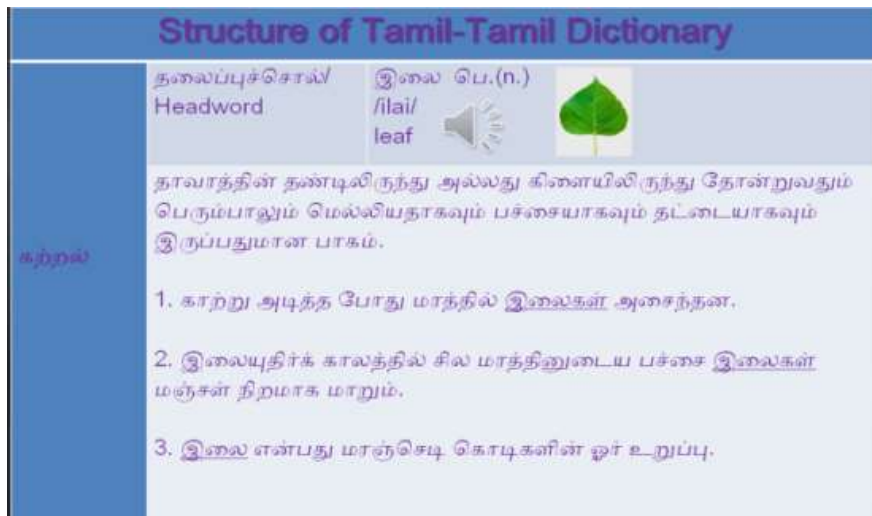 Structure of Tamil-Tamil Dictionary
தலைப்புச்சொல்/
Headword
இலை பெ.(n.)
/ilai/
leaf
கற்றல்
தாவரத்தின் தண்டிலிருந்து அல்லது கிளையிலிருந்து தோன்றுவதும்
பெரும்பாலும் மெல்லியதாகவும் பச்சையாகவும் தட்டையாகவும்
இருப்பதுமான பாகம்.
1. காற்று அடித்த போது மரத்தில் இலைகள் அசைந்தன.
2. இலையுதிர்க் காலத்தில் சில மரத்தினுடைய பச்சை இலைகள்
மஞ்சள் நிறமாக மாறும்.
3. இலை என்பது மரஞ்செடி கொடிகளின் ஓர் உறுப்பு.